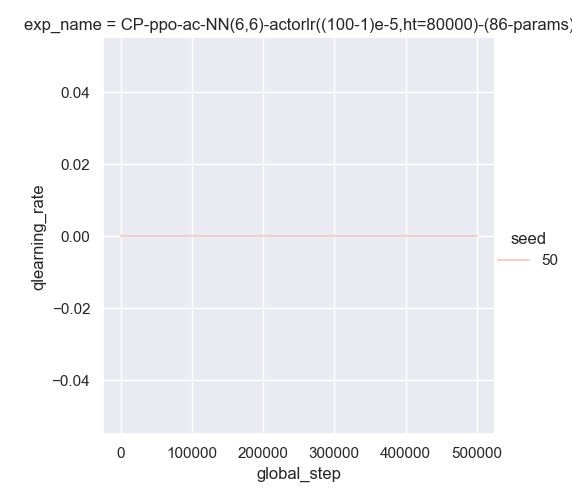 exp_name = CP-ppo-ac-NN(6,6)-actorlr((100-1)e-5,ht=80000)-(86-params)
0.04
0.02
0.00
−0.02
−0.04
qlearning_rate
seed
50
0 100000 200000 300000 400000 500000
global_step